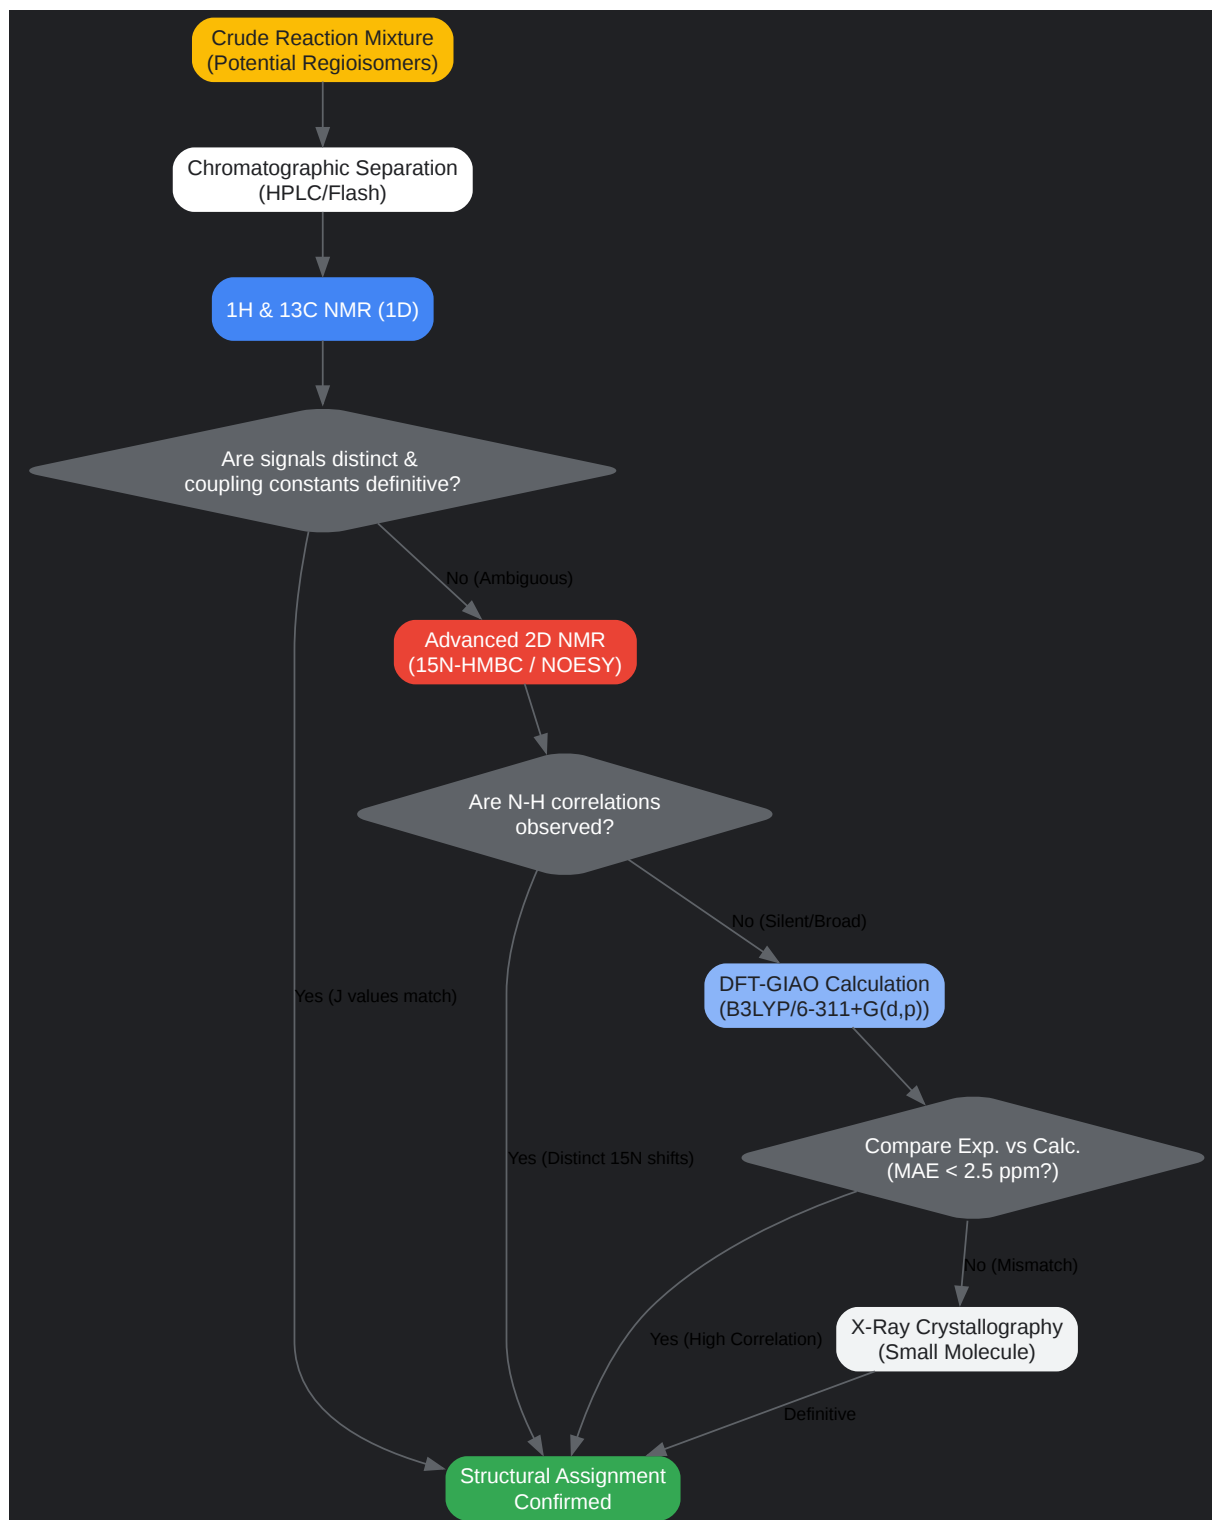 Crude Reaction Mixture
(Potential Regioisomers)
Chromatographic Separation
(HPLC/Flash)
1H & 13C NMR (1D)
Are signals distinct &
coupling constants definitive?
No (Ambiguous)
Advanced 2D NMR
(15N-HMBC / NOESY)
Are N-H correlations
observed?
No (Silent/Broad)
DFT-GIAO Calculation
(B3LYP/6-311+G(d,p))
Yes (J values match)
Compare Exp. vs Calc.
(MAE < 2.5 ppm?)
Yes (Distinct 15N shifts)
No (Mismatch)
X-Ray Crystallography
(Small Molecule)
Yes (High Correlation)
Definitive
Structural Assignment
Confirmed